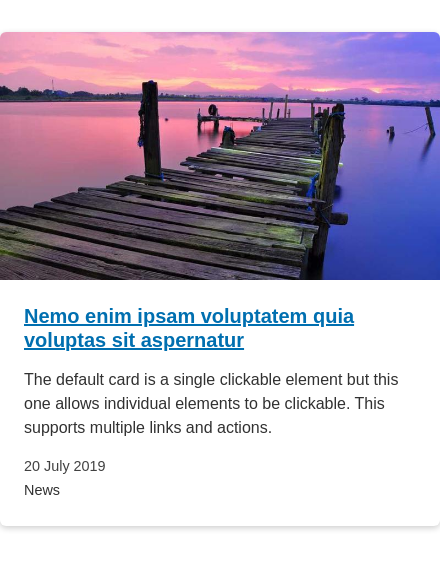 Nemo enim ipsam voluptatem quia
voluptas sit aspernatur
The default card is a single clickable element but this
one allows individual elements to be clickable. This
supports multiple links and actions.
20 July 2019
News